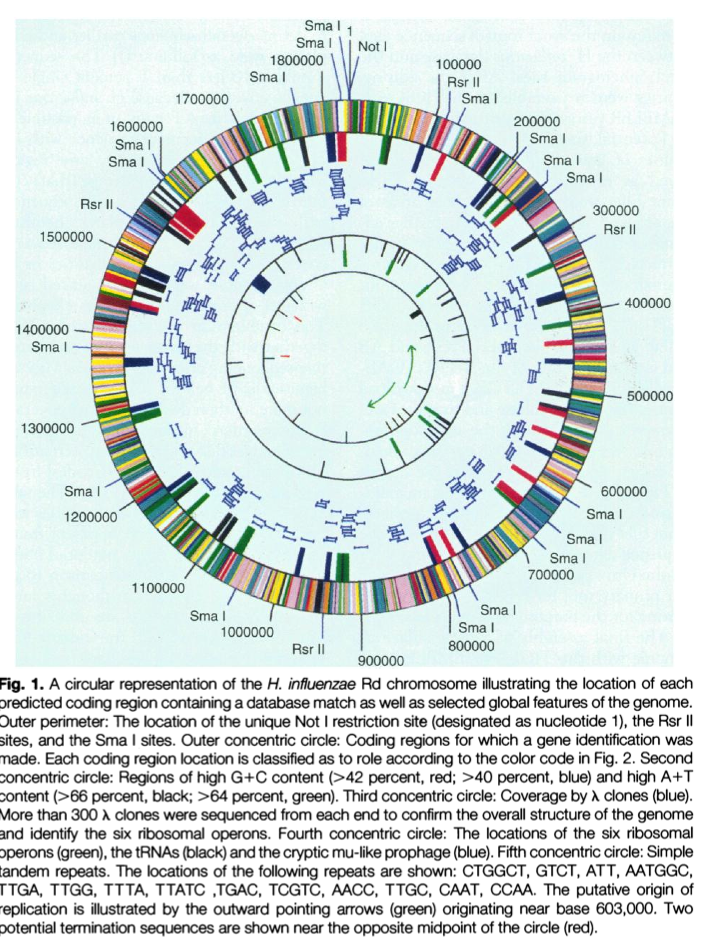 Sma I 1
Sma I Not I
1800000
Sma I
100000
Rsr II
Sma I
1700000
200000
Sma I
1600000
Sma I
Sma I
Sma I
Sma I
Rsr II
300000
Rsr II
1500000
400000
1400000
Sma I
500000
1300000
600000
Sma I
Sma I
1200000
Sma I
Sma I
700000
1100000
Sma I
Sma I
Sma I
1000000
800000
Rsr II
900000
Fig. 1. A circular representation of the H. influenzae Rd chromosome illustrating the location of each
predicted coding region containing a database match as well as selected global features of the genome.
Outer perimeter: The location of the unique Not I restriction site (designated as nucleotide 1), the Rsr II
sites, and the Sma I sites. Outer concentric circle: Coding regions for which a gene identification was
made. Each coding region location is classified as to role according to the color code in Fig. 2. Second
concentric circle: Regions of high G+C content (>42 percent, red; >40 percent, blue) and high A+T
content (>66 percent, black; >64 percent, green). Third concentric circle: Coverage by λ clones (blue).
More than 300 λ clones were sequenced from each end to confirm the overall structure of the genome
and identify the six ribosomal operons. Fourth concentric circle: The locations of the six ribosomal
operons (green), the tRNAs (black) and the cryptic mu-like prophage (blue). Fifth concentric circle: Simple
tandem repeats. The locations of the following repeats are shown: CTGGCT, GTCT, ATT, AATGGC,
TTGA, TTGG, TTTA, TTATC ,TGAC, TCGTC, AACC, TTGC, CAAT, CCAA. The putative origin of
replication is illustrated by the outward pointing arrows (green) originating near base 603,000. Two
potential termination sequences are shown near the opposite midpoint of the circle (red).